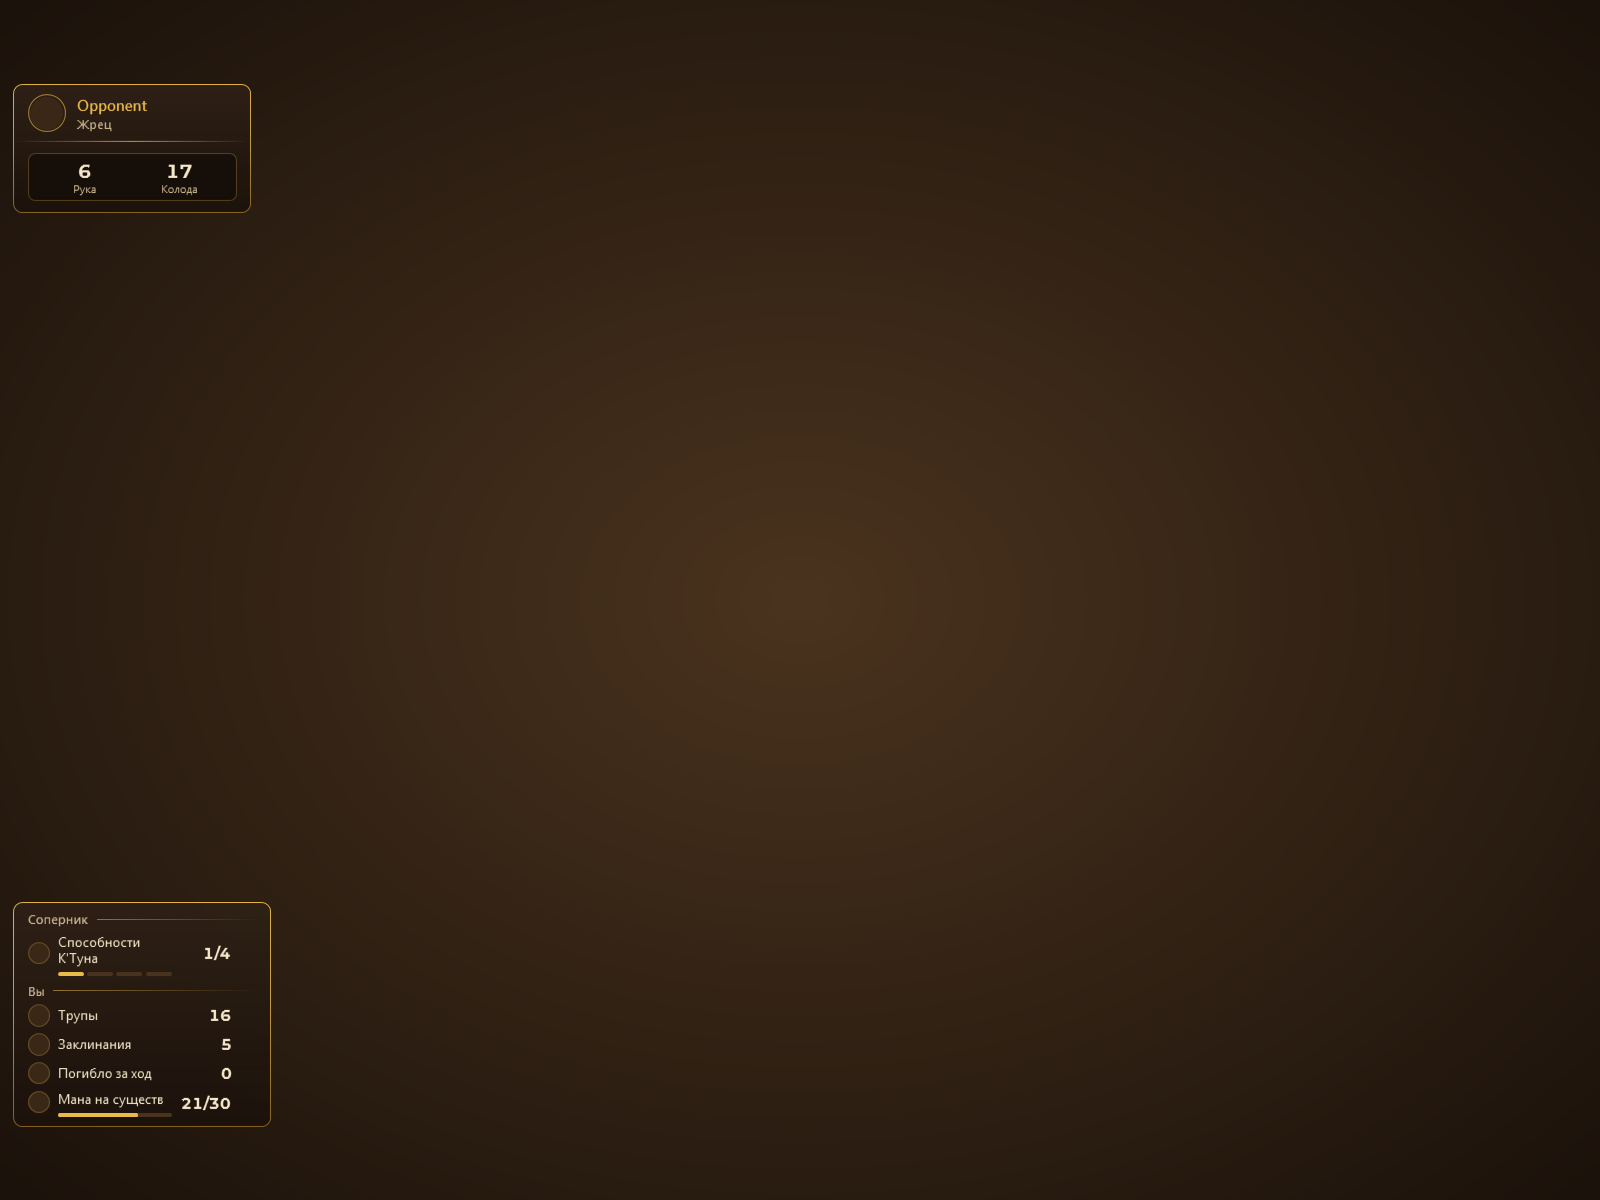 Opponent
Жрец
6 17
Рука Колода
Соперник
Способности
К'Туна
1/4
Вы
Трупы 16
Заклинания 5
Погибло за ход 0
Мана на существ 21/30